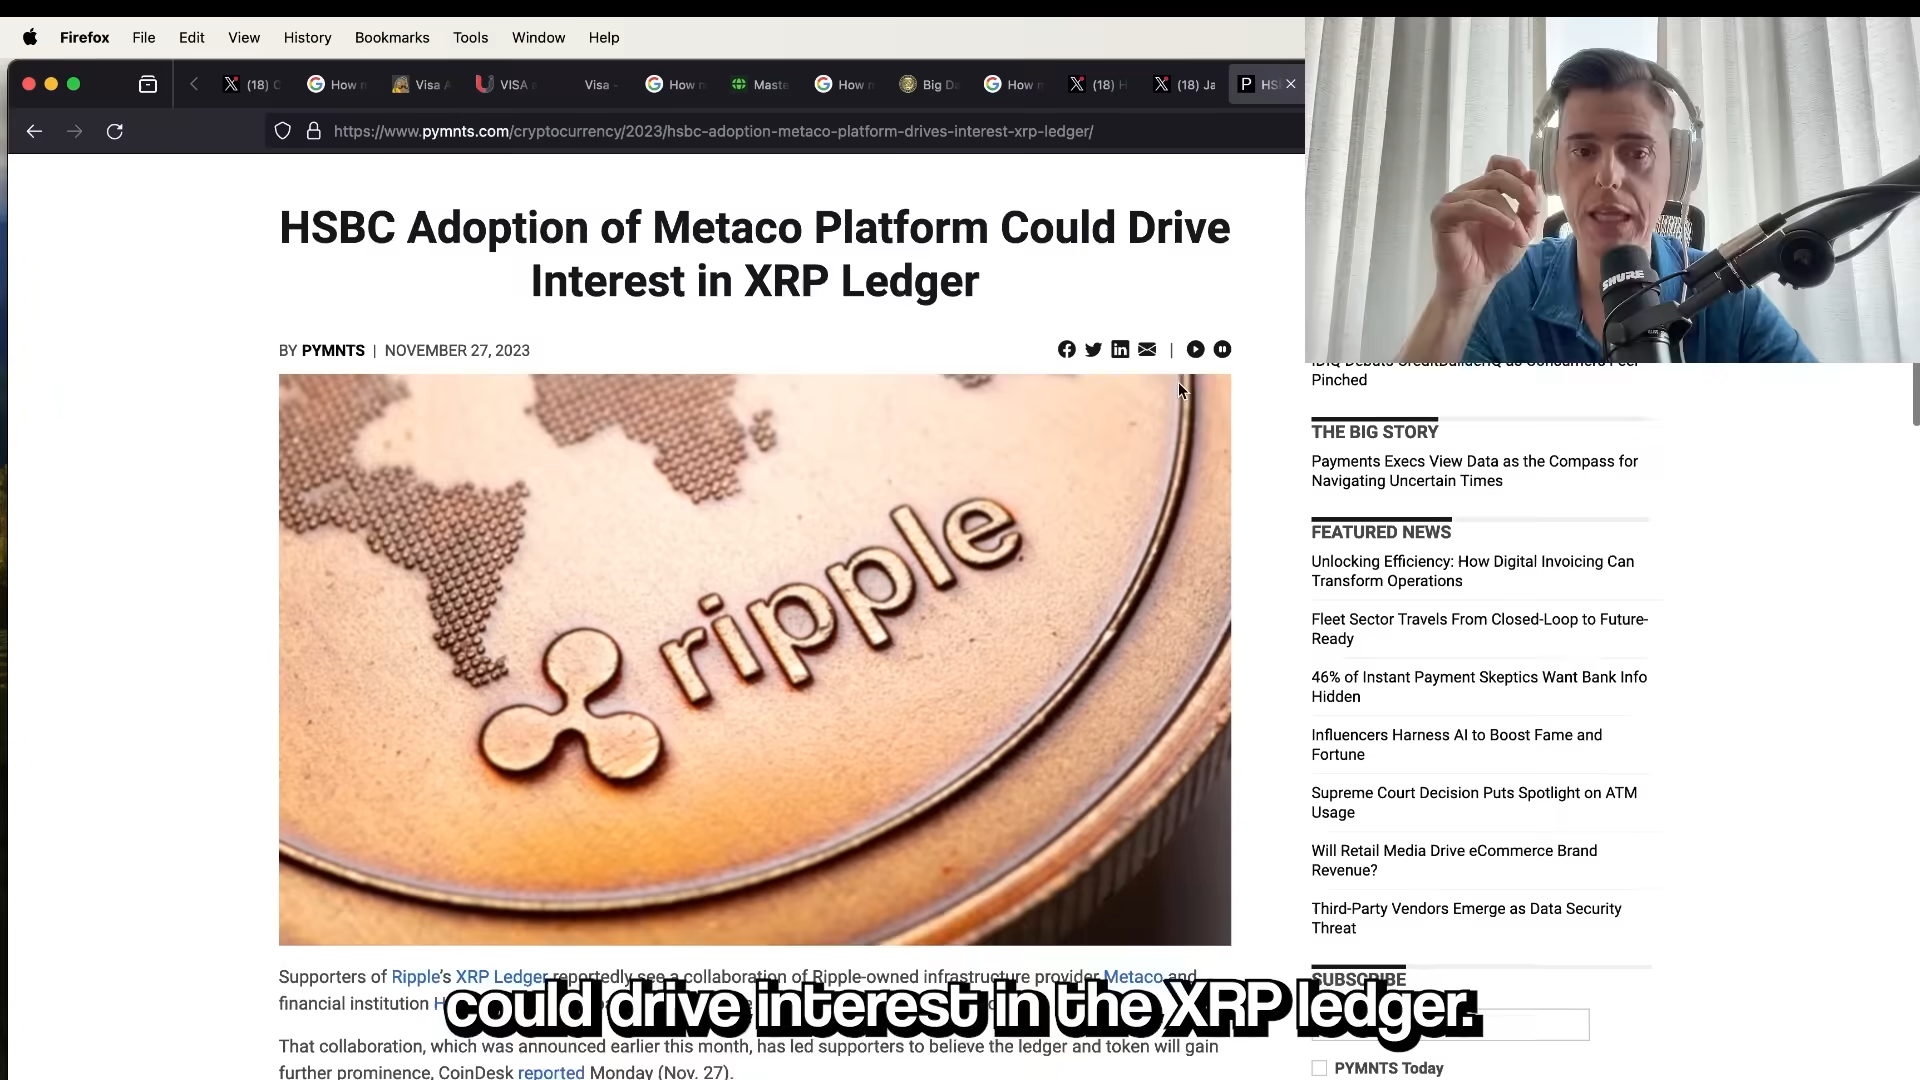 Firefox File Edit View History Bookmarks Tools Window Help
(18) Visa VISA Visa - How Maste How Big Da How (18) H (18) Ja HS
https://www.pymnts.com/cryptocurrency/2023/hsbc-adoption-metaco-platform-drives-interest-xrp-ledger/
HSBC Adoption of Metaco Platform Could Drive
Interest in XRP Ledger
BY PYMNTS | NOVEMBER 27, 2023
ripple
SHURE
Supporters of Ripple's XRP Ledger reportedly see a collaboration of Ripple-owned infrastructure provider Metaco and
financial institution
could drive interest in the XRP ledger.
That collaboration, which was announced earlier this month, has led supporters to believe the ledger and token will gain
further prominence, CoinDesk reported Monday (Nov. 27).
Pinched
THE BIG STORY
Payments Execs View Data as the Compass for
Navigating Uncertain Times
FEATURED NEWS
Unlocking Efficiency: How Digital Invoicing Can
Transform Operations
Fleet Sector Travels From Closed-Loop to Future-
Ready
46% of Instant Payment Skeptics Want Bank Info
Hidden
Influencers Harness AI to Boost Fame and
Fortune
Supreme Court Decision Puts Spotlight on ATM
Usage
Will Retail Media Drive eCommerce Brand
Revenue?
Third-Party Vendors Emerge as Data Security
Threat
SUBSCRIBE
PYMNTS Today